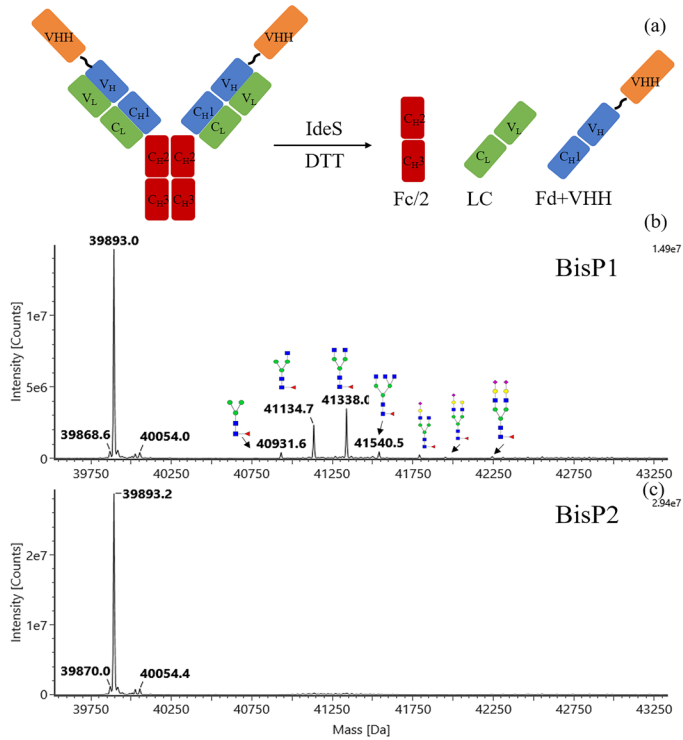 (a)
VHH
VHH
VH
VH
VL
VL
CH1
CH1
CL
CL
CH2
CH2
CH3
CH3
IdeS
DTT
CH2
CH3
VL
CL
VHH
VH
CH1
Fc/2
LC
Fd+VHH
(b)
39893.0
BisP1
1.49e7
Intensity [Counts]
1e7
5e6
0
39868.6
40054.0
40931.6
41134.7
41338.0
41540.5
39750
40250
40750
41250
41750
42250
42750
43250
(c)
39893.2
BisP2
2.94e7
Intensity [Counts]
2e7
1e7
0
39870.0
40054.4
39750
40250
40750
41250
41750
42250
42750
43250
Mass [Da]